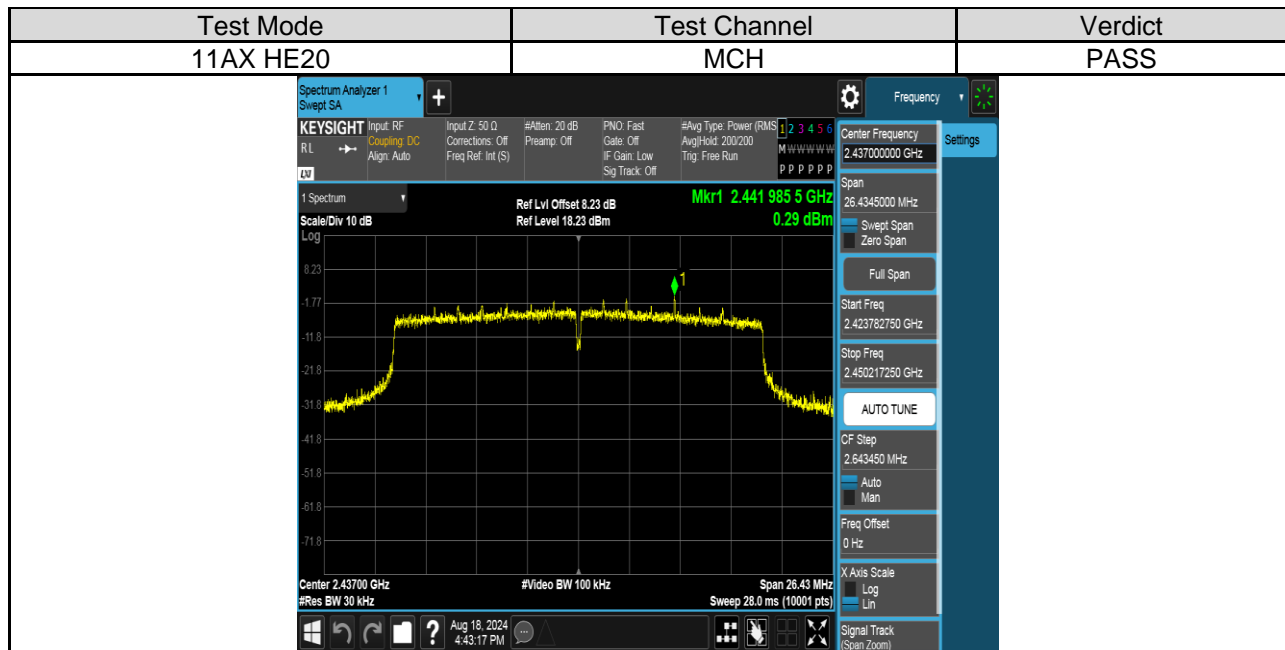 Test Mode Test Channel Verdict
11AX HE20 MCH PASS
Spectrum Analyzer 1
Swept SA
+
Frequency
KEYSIGHT
RL
LXI
Input: RF
Coupling: DC
Align: Auto
Input Z: 50 Ω
Corrections: Off
Freq Ref: Int (S)
#Atten: 20 dB
Preamp: Off
PNO: Fast
Gate: Off
IF Gain: Low
Sig Track: Off
#Avg Type: Power (RMS
Avg|Hold: 200/200
Trig: Free Run
1 2 3 4 5 6
M W W W W W
P P P P P P
Settings
1 Spectrum
Scale/Div 10 dB
Ref Lvl Offset 8.23 dB
Ref Level 18.23 dBm
Mkr1 2.441 985 5 GHz
0.29 dBm
Log
8.23
-1.77
-11.8
-21.8
-31.8
-41.8
-51.8
-61.8
-71.8
1
Center 2.43700 GHz
#Res BW 30 kHz
#Video BW 100 kHz
Span 26.43 MHz
Sweep 28.0 ms (10001 pts)
Center Frequency
2.437000000 GHz
Span
26.4345000 MHz
Swept Span
Zero Span
Full Span
Start Freq
2.423782750 GHz
Stop Freq
2.450217250 GHz
AUTO TUNE
CF Step
2.643450 MHz
Auto
Man
Freq Offset
0 Hz
X Axis Scale
Log
Lin
Signal Track
(Span Zoom)
?
Aug 18, 2024
4:43:17 PM